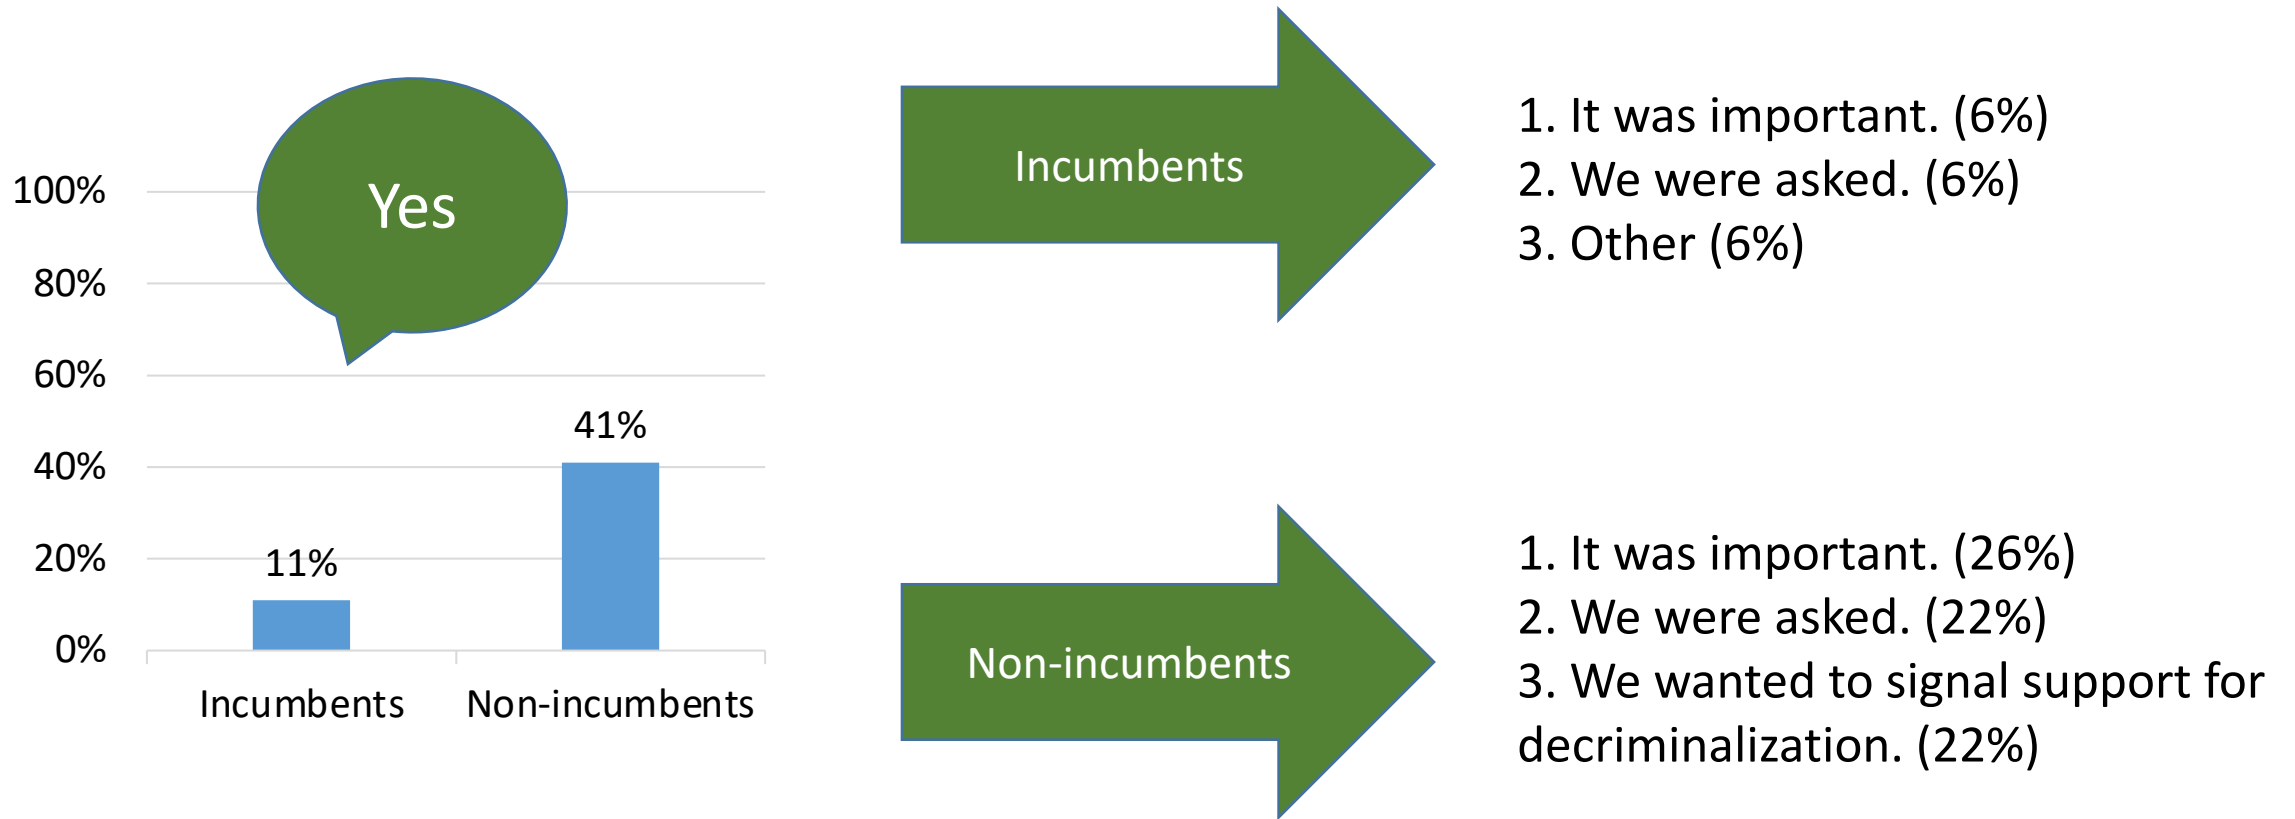 Yes
100%
80%
60%
40%
20%
0%
11%
41%
Incumbents
Non-incumbents
Incumbents
1. It was important. (6%)
2. We were asked. (6%)
3. Other (6%)
Non-incumbents
1. It was important. (26%)
2. We were asked. (22%)
3. We wanted to signal support for
decriminalization. (22%)